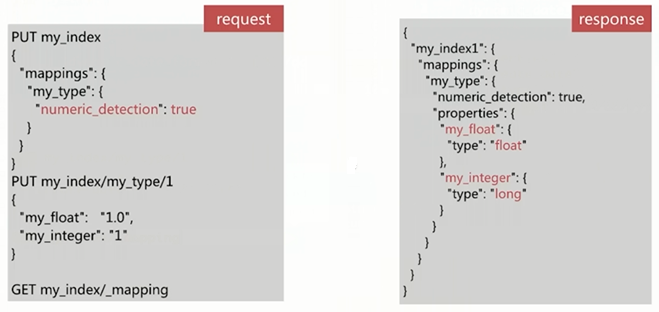 request
PUT my_index
{
"mappings": {
"my_type": {
"numeric_detection": true
}
}
}
PUT my_index/my_type/1
{
"my_float": "1.0",
"my_integer": "1"
}
GET my_index/_mapping
response
{
"my_index1": {
"mappings": {
"my_type": {
"numeric_detection": true,
"properties": {
"my_float": {
"type": "float"
},
"my_integer": {
"type": "long"
}
}
}
}
}
}